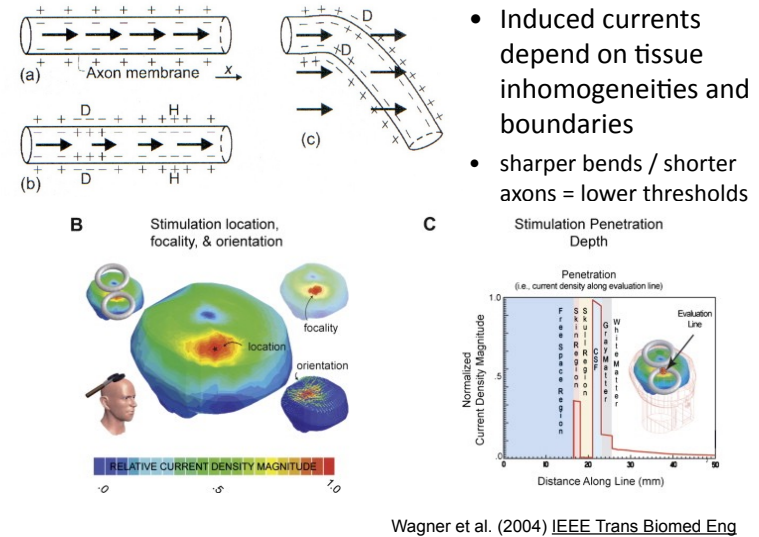 + + + + + + + +
− − − − − − − −
− − − − − − − −
+ + + + + + + +
(a)
Axon membrane
x
D
H
(b)
D
H
D
D
(c)
• Induced currents
depend on tissue
inhomogeneities and
boundaries
• sharper bends / shorter
axons = lower thresholds
B
Stimulation location,
focality, & orientation
focality
location
orientation
RELATIVE CURRENT DENSITY MAGNITUDE
.0
.5
1.0
C
Stimulation Penetration
Depth
Penetration
(i.e., current density along evaluation line)
Normalized
Current Density Magnitude
1.0
.5
.0
Free Space Region
Skin Region
Skull Region
CSF
Gray Matter
White Matter
Evaluation
Line
0
10
20
30
40
50
Distance Along Line (mm)
Wagner et al. (2004) IEEE Trans Biomed Eng